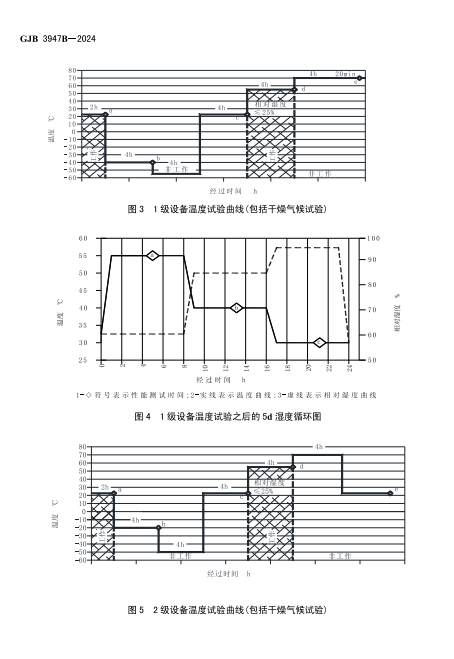 GJB 3947B—2024
80
70
60
50
40
30
20
10
0
-10
-20
-30
-40
-50
-60
温度 ℃
2h
a
工作
4h
b
4h
非工作
4h
c
4h
相对湿度
≤25%
工作
d
4h
20min
e
非工作
经过时间 h
图 3 1 级设备温度试验曲线(包括干燥气候试验)
60
55
50
45
40
35
30
25
温度 ℃
100
90
80
70
60
50
相对湿度 %
0 2 4 6 8 10 12 14 16 18 20 22 24
经过时间 h
1-◇符号表示性能测试时间;2-实线表示温度曲线;3-虚线表示相对湿度曲线
图 4 1 级设备温度试验之后的 5d 湿度循环图
80
70
60
50
40
30
20
10
0
-10
-20
-30
-40
-50
-60
温度 ℃
2h
a
工作
4h
b
4h
非工作
4h
c
4h
相对湿度
≤25%
工作
d
4h
e
非工作
经过时间 h
图 5 2 级设备温度试验曲线(包括干燥气候试验)